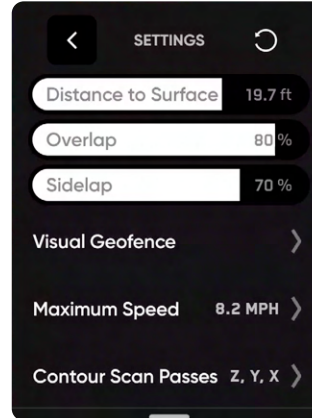 SETTINGS
Distance to Surface 19.7 ft
Overlap 80 %
Sidelap 70 %
Visual Geofence
Maximum Speed 8.2 MPH
Contour Scan Passes Z, Y, X